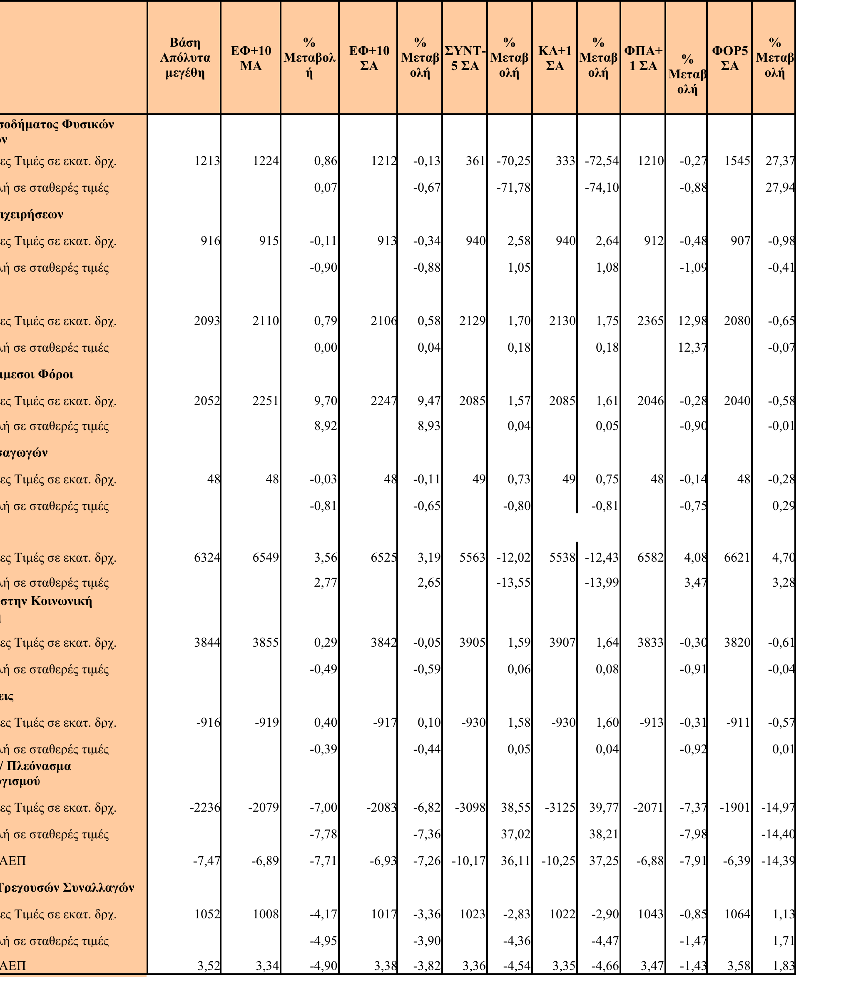 Βάση Απόλυτα μεγέθη ΕΦ+10 ΜΑ % Μεταβολή ΕΦ+10 ΣΑ % Μεταβολή ΣΥΝΤ-5 ΣΑ % Μεταβολή ΚΛ+1 ΣΑ % Μεταβολή ΦΠΑ+1 ΣΑ % Μεταβολή ΦΟΡ5 ΣΑ % Μεταβολή
σοδήματος Φυσικών
ον
ες Τιμές σε εκατ. δρχ. 1213 1224 0,86 1212 -0,13 361 -70,25 333 -72,54 1210 -0,27 1545 27,37
λή σε σταθερές τιμές 0,07 -0,67 -71,78 -74,10 -0,88 27,94
ιχειρήσεων
ες Τιμές σε εκατ. δρχ. 916 915 -0,11 913 -0,34 940 2,58 940 2,64 912 -0,48 907 -0,98
λή σε σταθερές τιμές -0,90 -0,88 1,05 1,08 -1,09 -0,41
ες Τιμές σε εκατ. δρχ. 2093 2110 0,79 2106 0,58 2129 1,70 2130 1,75 2365 12,98 2080 -0,65
λή σε σταθερές τιμές 0,00 0,04 0,18 0,18 12,37 -0,07
μμεσοι Φόροι
ες Τιμές σε εκατ. δρχ. 2052 2251 9,70 2247 9,47 2085 1,57 2085 1,61 2046 -0,28 2040 -0,58
λή σε σταθερές τιμές 8,92 8,93 0,04 0,05 -0,90 -0,01
σαγωγών
ες Τιμές σε εκατ. δρχ. 48 48 -0,03 48 -0,11 49 0,73 49 0,75 48 -0,14 48 -0,28
λή σε σταθερές τιμές -0,81 -0,65 -0,80 -0,81 -0,75 0,29
ες Τιμές σε εκατ. δρχ. 6324 6549 3,56 6525 3,19 5563 -12,02 5538 -12,43 6582 4,08 6621 4,70
λή σε σταθερές τιμές 2,77 2,65 -13,55 -13,99 3,47 3,28
στην Κοινωνική
ες Τιμές σε εκατ. δρχ. 3844 3855 0,29 3842 -0,05 3905 1,59 3907 1,64 3833 -0,30 3820 -0,61
λή σε σταθερές τιμές -0,49 -0,59 0,06 0,08 -0,91 -0,04
εις
ες Τιμές σε εκατ. δρχ. -916 -919 0,40 -917 0,10 -930 1,58 -930 1,60 -913 -0,31 -911 -0,57
λή σε σταθερές τιμές -0,39 -0,44 0,05 0,04 -0,92 0,01
/ Πλεόνασμα
ογισμού
ες Τιμές σε εκατ. δρχ. -2236 -2079 -7,00 -2083 -6,82 -3098 38,55 -3125 39,77 -2071 -7,37 -1901 -14,97
λή σε σταθερές τιμές -7,78 -7,36 37,02 38,21 -7,98 -14,40
ΑΕΠ -7,47 -6,89 -7,71 -6,93 -7,26 -10,17 36,11 -10,25 37,25 -6,88 -7,91 -6,39 -14,39
Τρεχουσών Συναλλαγών
ες Τιμές σε εκατ. δρχ. 1052 1008 -4,17 1017 -3,36 1023 -2,83 1022 -2,90 1043 -0,85 1064 1,13
λή σε σταθερές τιμές -4,95 -3,90 -4,36 -4,47 -1,47 1,71
ΑΕΠ 3,52 3,34 -4,90 3,38 -3,82 3,36 -4,54 3,35 -4,66 3,47 -1,43 3,58 1,83